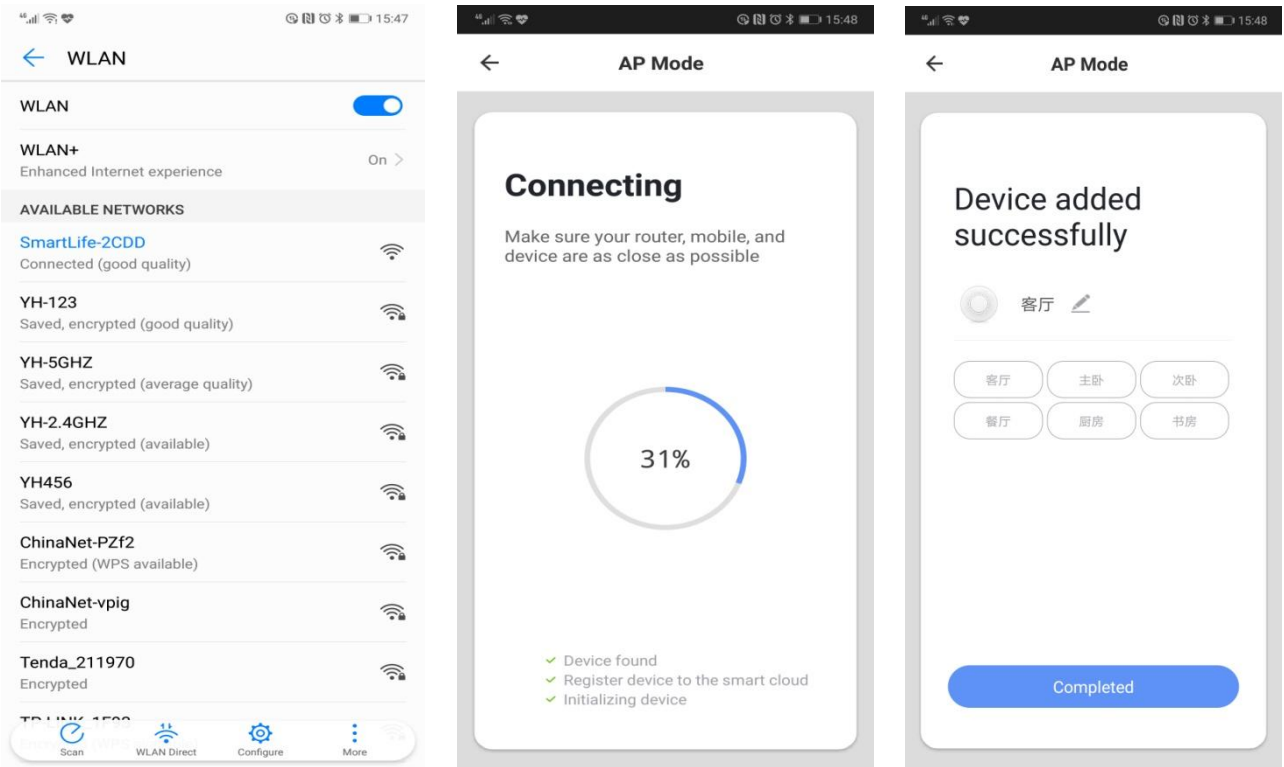 46
15:47
WLAN
WLAN
WLAN+
Enhanced Internet experience
On
AVAILABLE NETWORKS
SmartLife-2CDD
Connected (good quality)
YH-123
Saved, encrypted (good quality)
YH-5GHZ
Saved, encrypted (average quality)
YH-2.4GHZ
Saved, encrypted (available)
YH456
Saved, encrypted (available)
ChinaNet-PZf2
Encrypted (WPS available)
ChinaNet-vpig
Encrypted
Tenda_211970
Encrypted
Scan
WLAN Direct
Configure
More
46
15:48
AP Mode
Connecting
Make sure your router, mobile, and
device are as close as possible
31%
Device found
Register device to the smart cloud
Initializing device
46
15:48
AP Mode
Device added
successfully
客厅
客厅 主卧 次卧
餐厅 厨房 书房
Completed